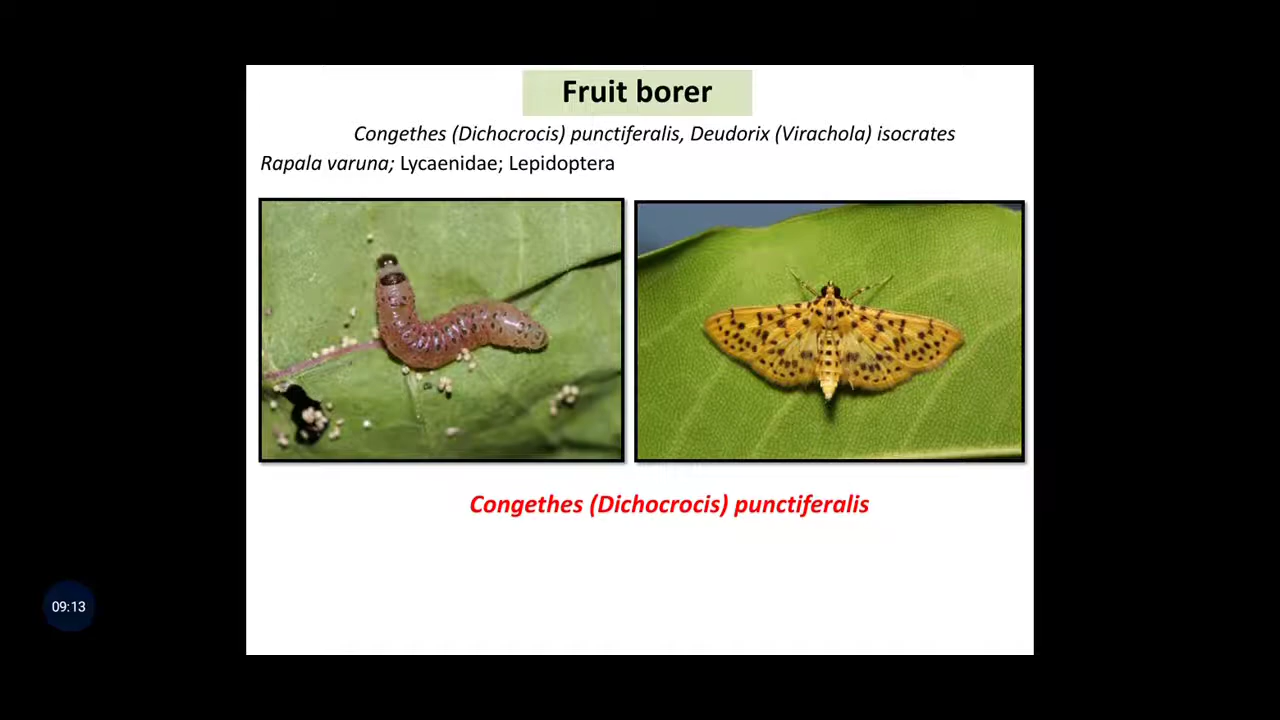 Fruit borer
Congethes (Dichocrocis) punctiferalis, Deudorix (Virachola) isocrates
Rapala varuna; Lycaenidae; Lepidoptera
Congethes (Dichocrocis) punctiferalis
09:13